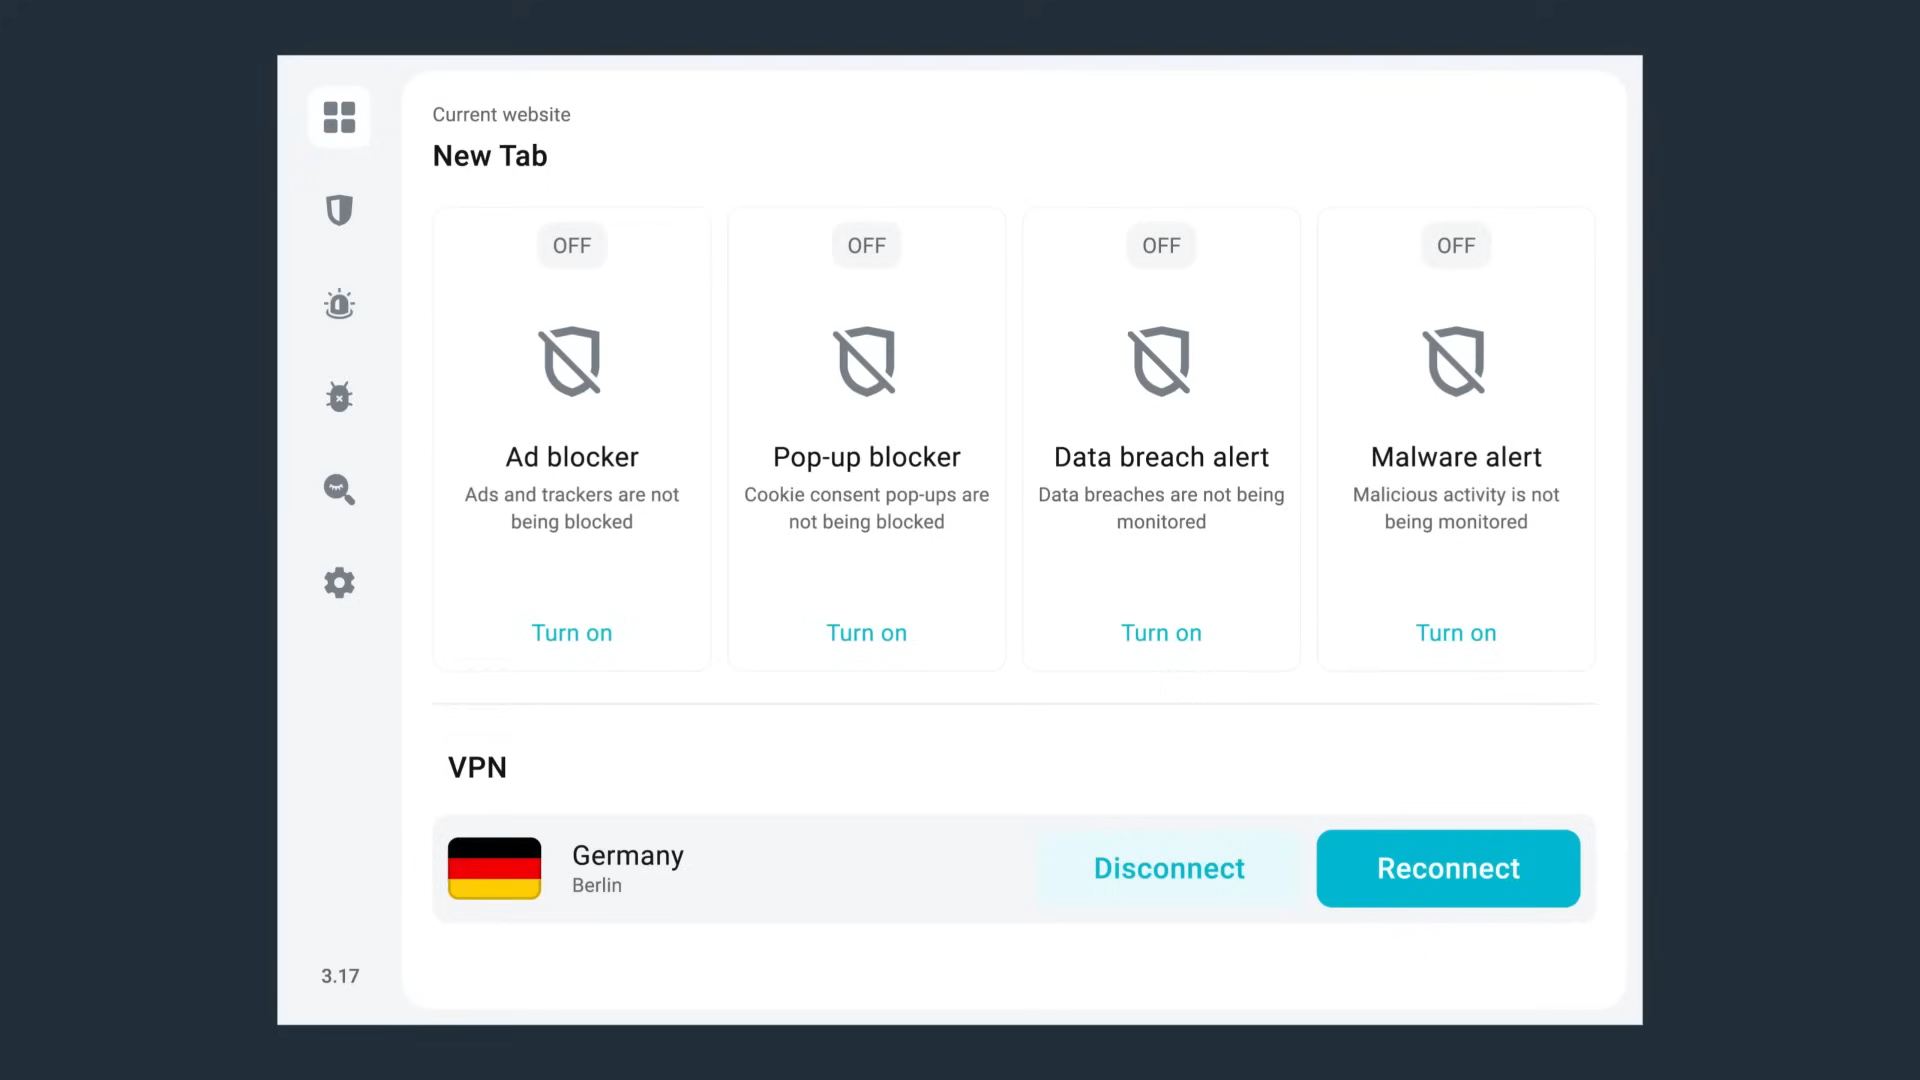 Current website
New Tab
OFF
Ad blocker
Ads and trackers are not
being blocked
Turn on
OFF
Pop-up blocker
Cookie consent pop-ups are
not being blocked
Turn on
OFF
Data breach alert
Data breaches are not being
monitored
Turn on
OFF
Malware alert
Malicious activity is not
being monitored
Turn on
VPN
Germany
Berlin
Disconnect
Reconnect
3.17